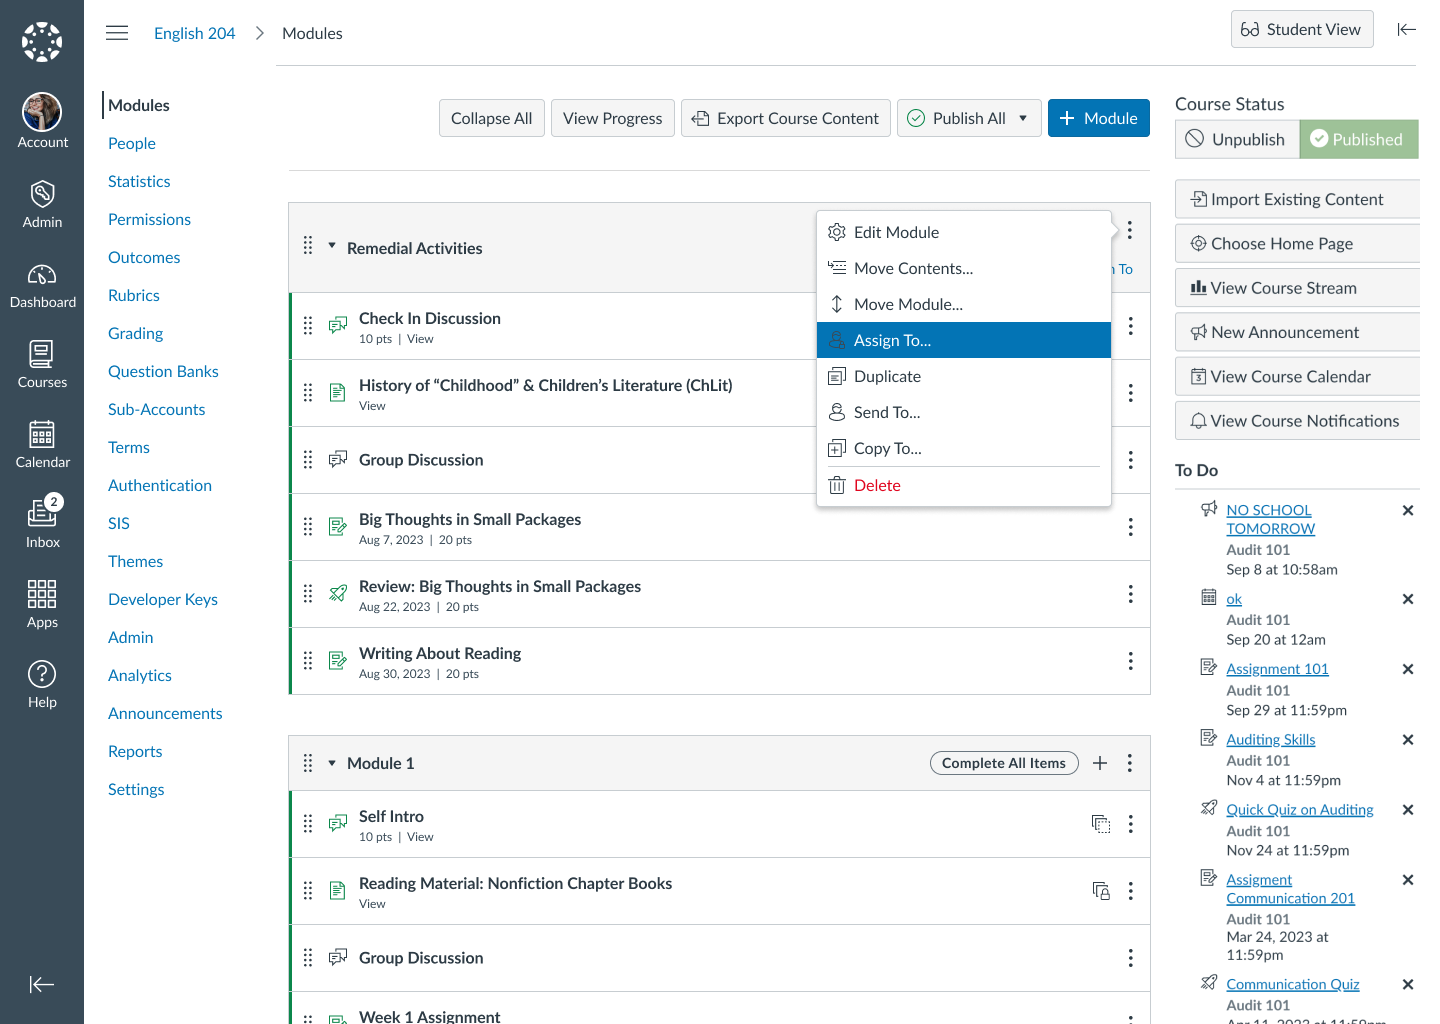 English 204
Modules
Student View
Account
Admin
Dashboard
Courses
Calendar
2
Inbox
Apps
Help
Modules
People
Statistics
Permissions
Outcomes
Rubrics
Grading
Question Banks
Sub-Accounts
Terms
Authentication
SIS
Themes
Developer Keys
Admin
Analytics
Announcements
Reports
Settings
Collapse All
View Progress
Export Course Content
Publish All
Module
Remedial Activities
To
Edit Module
Move Contents...
Move Module...
Assign To...
Duplicate
Send To...
Copy To...
Delete
Check In Discussion
10 pts | View
History of “Childhood” & Children’s Literature (ChLit)
View
Group Discussion
Big Thoughts in Small Packages
Aug 7, 2023 | 20 pts
Review: Big Thoughts in Small Packages
Aug 22, 2023 | 20 pts
Writing About Reading
Aug 30, 2023 | 20 pts
Module 1
Complete All Items
Self Intro
10 pts | View
Reading Material: Nonfiction Chapter Books
View
Group Discussion
Week 1 Assignment
Course Status
Unpublish
Published
Import Existing Content
Choose Home Page
View Course Stream
New Announcement
3
View Course Calendar
View Course Notifications
To Do
NO SCHOOL
TOMORROW
Audit 101
Sep 8 at 10:58am
ok
Audit 101
Sep 20 at 12am
Assignment 101
Audit 101
Sep 29 at 11:59pm
Auditing Skills
Audit 101
Nov 4 at 11:59pm
Quick Quiz on Auditing
Audit 101
Nov 24 at 11:59pm
Assigment
Communication 201
Audit 101
Mar 24, 2023 at
11:59pm
Communication Quiz
Audit 101